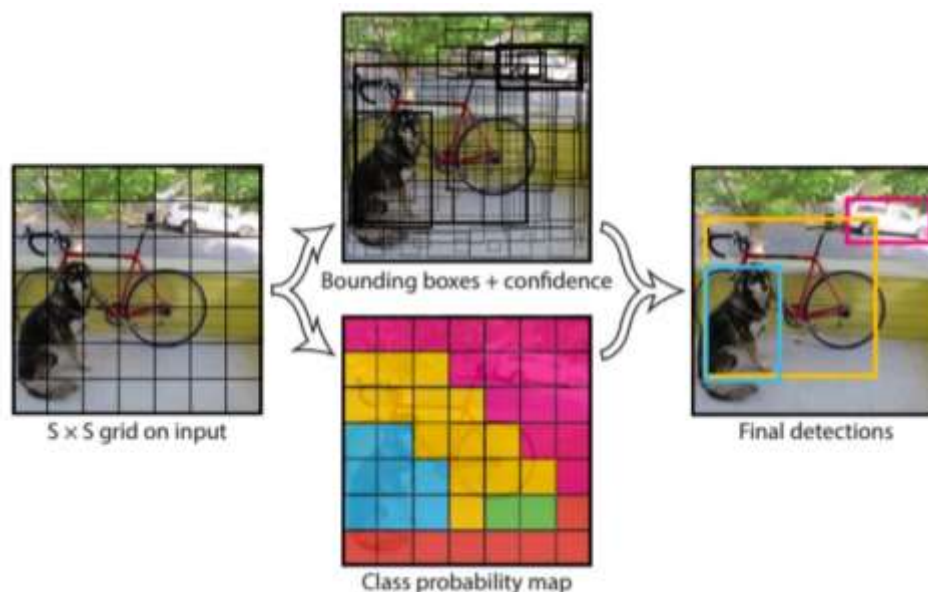 S × S grid on input
Bounding boxes + confidence
Class probability map
Final detections